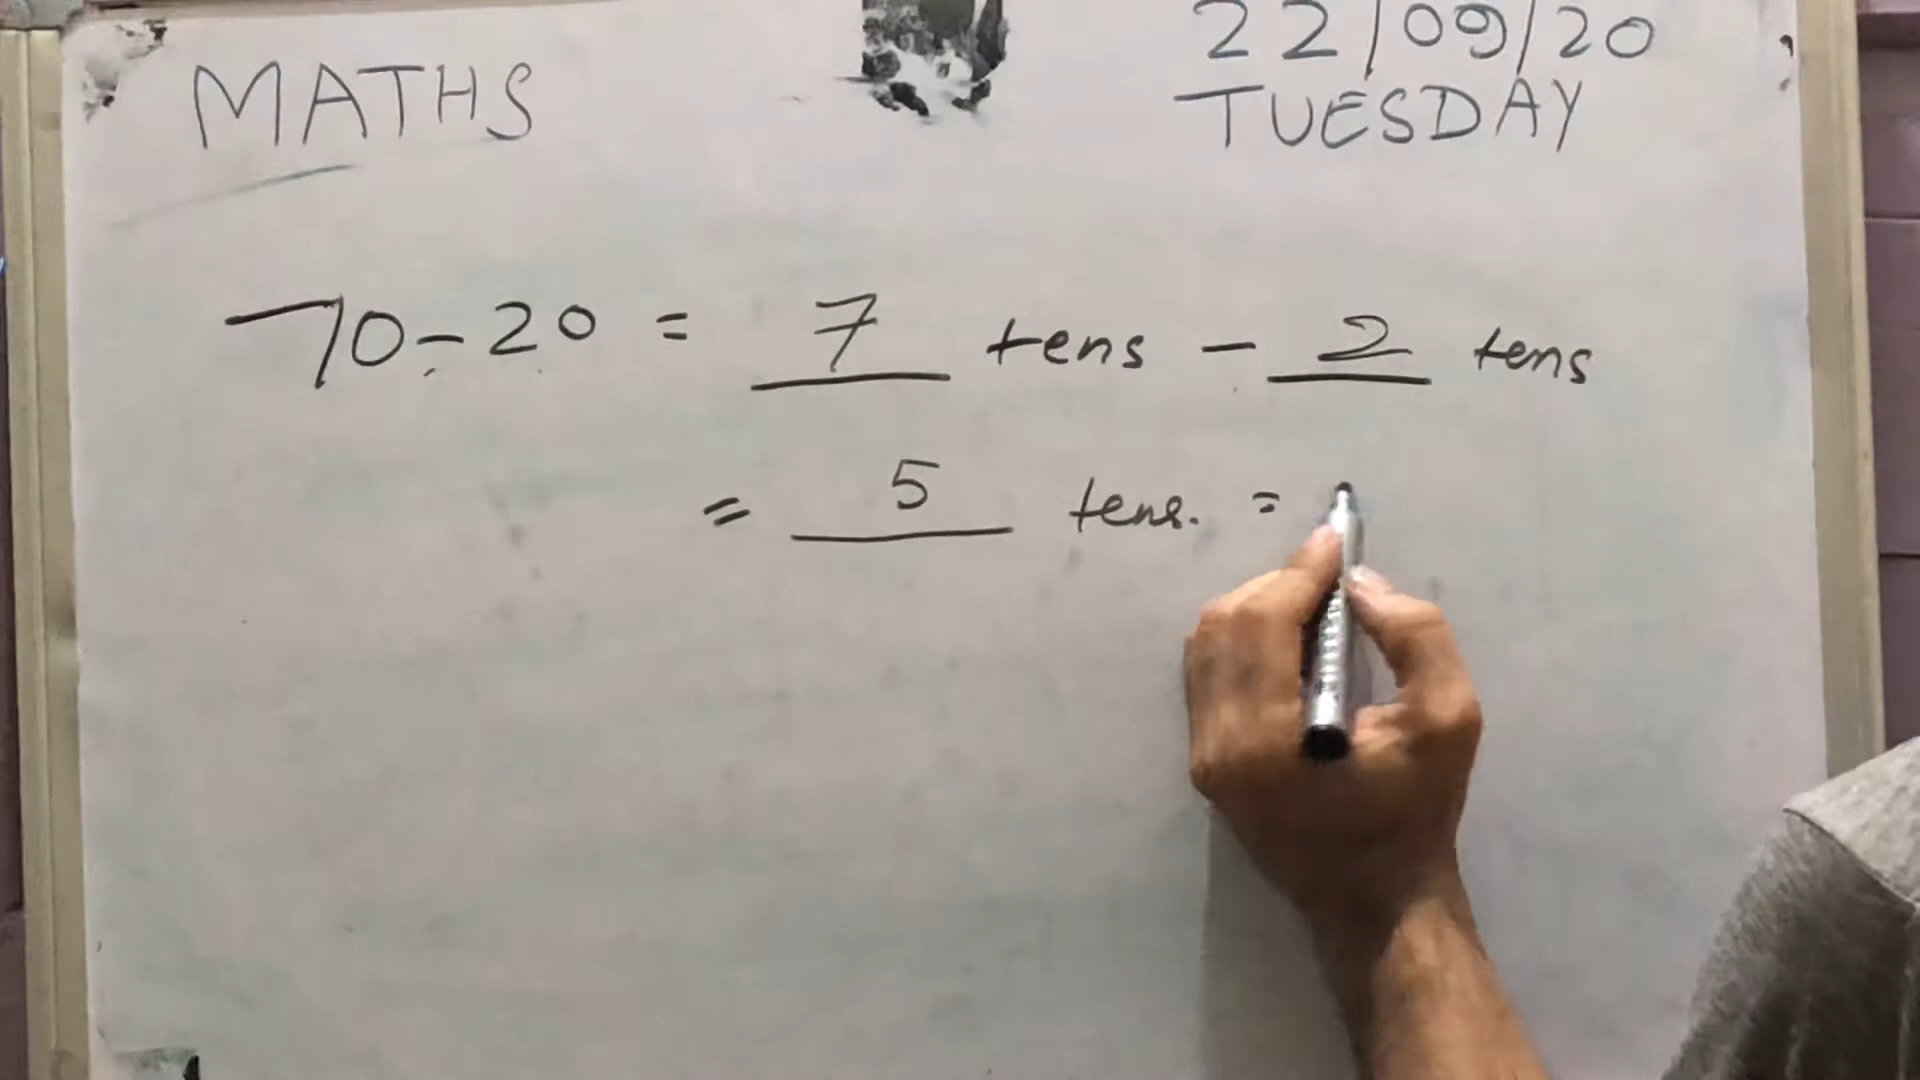 MATHS
22/09/20
TUESDAY
70-20 = 7 tens - 2 tens
= 5 tens. =